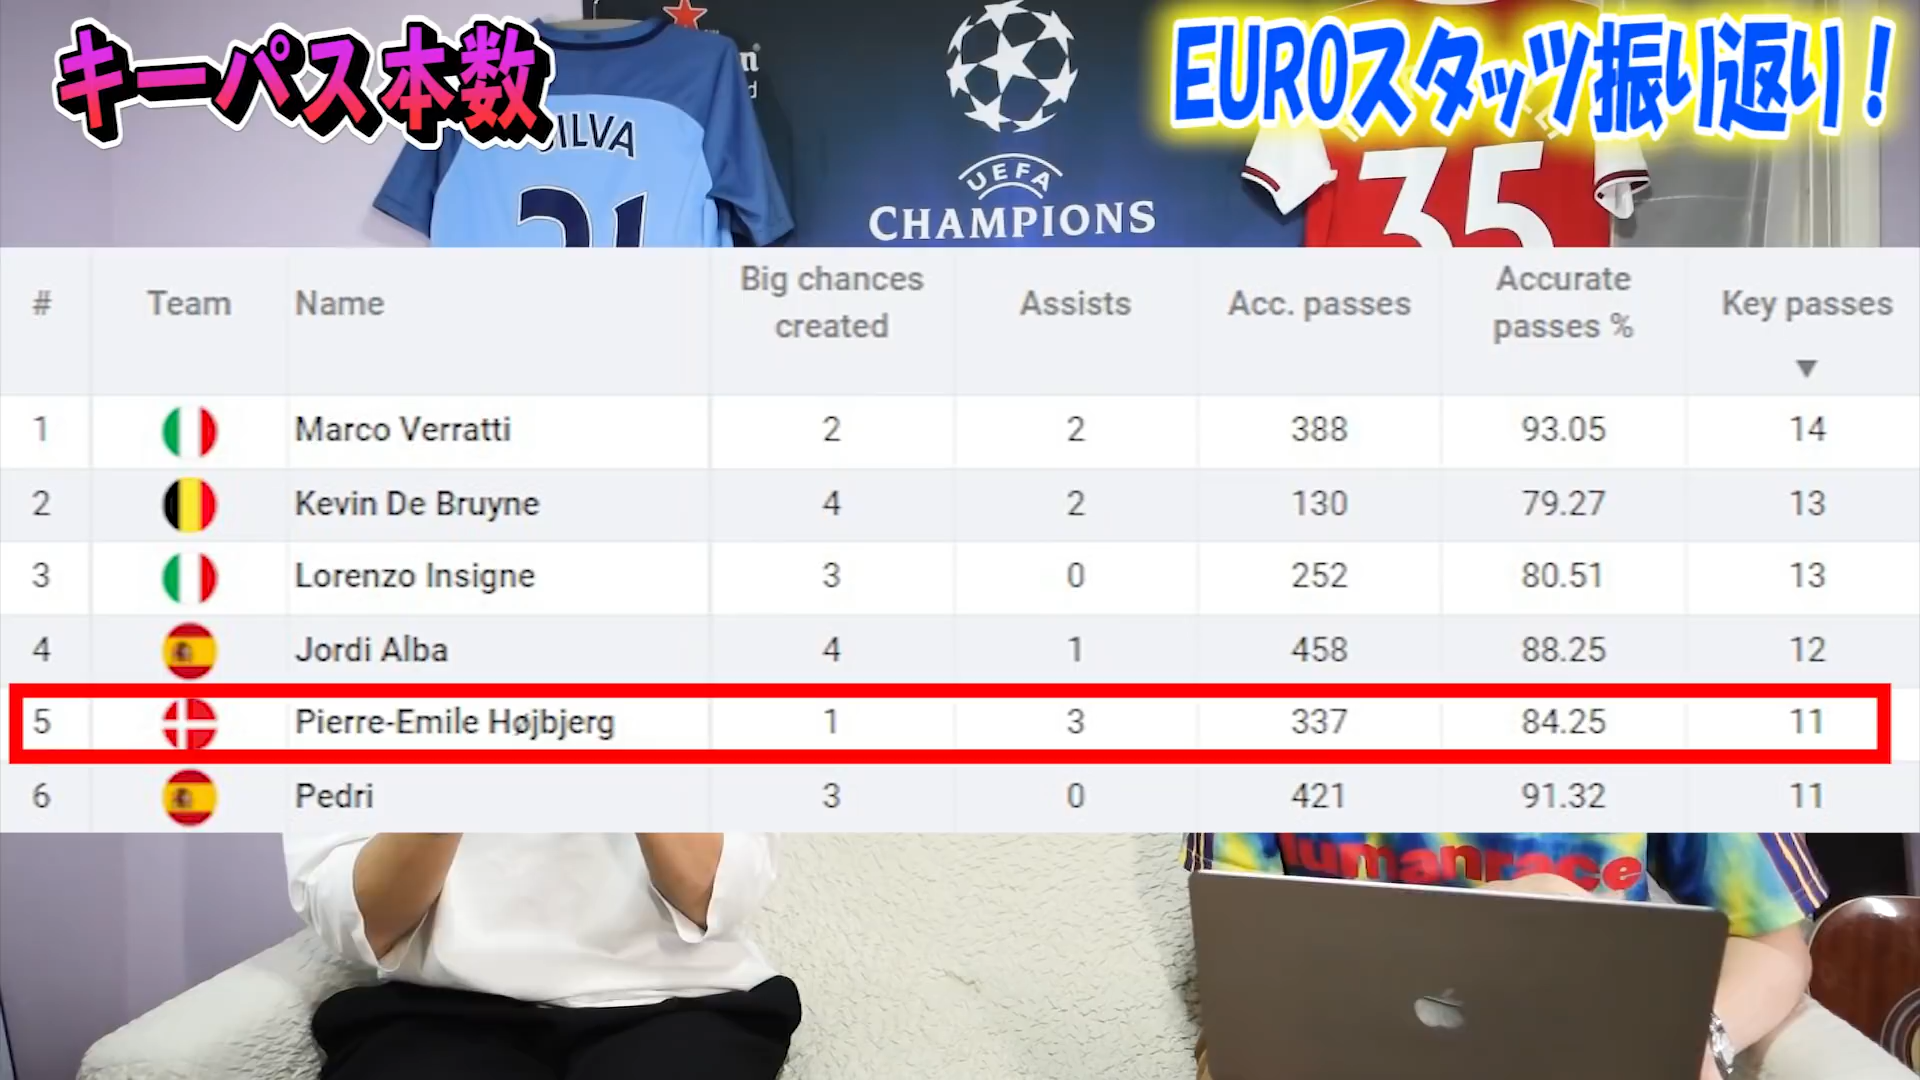 キーパス本数
EUROスタッツ振り返り!
SILVA
21
UEFA
CHAMPIONS
35
# Team Name Big chances created Assists Acc. passes Accurate passes % Key passes ▼
1 Marco Verratti 2 2 388 93.05 14
2 Kevin De Bruyne 4 2 130 79.27 13
3 Lorenzo Insigne 3 0 252 80.51 13
4 Jordi Alba 4 1 458 88.25 12
5 Pierre-Emile Højbjerg 1 3 337 84.25 11
6 Pedri 3 0 421 91.32 11
humanrace